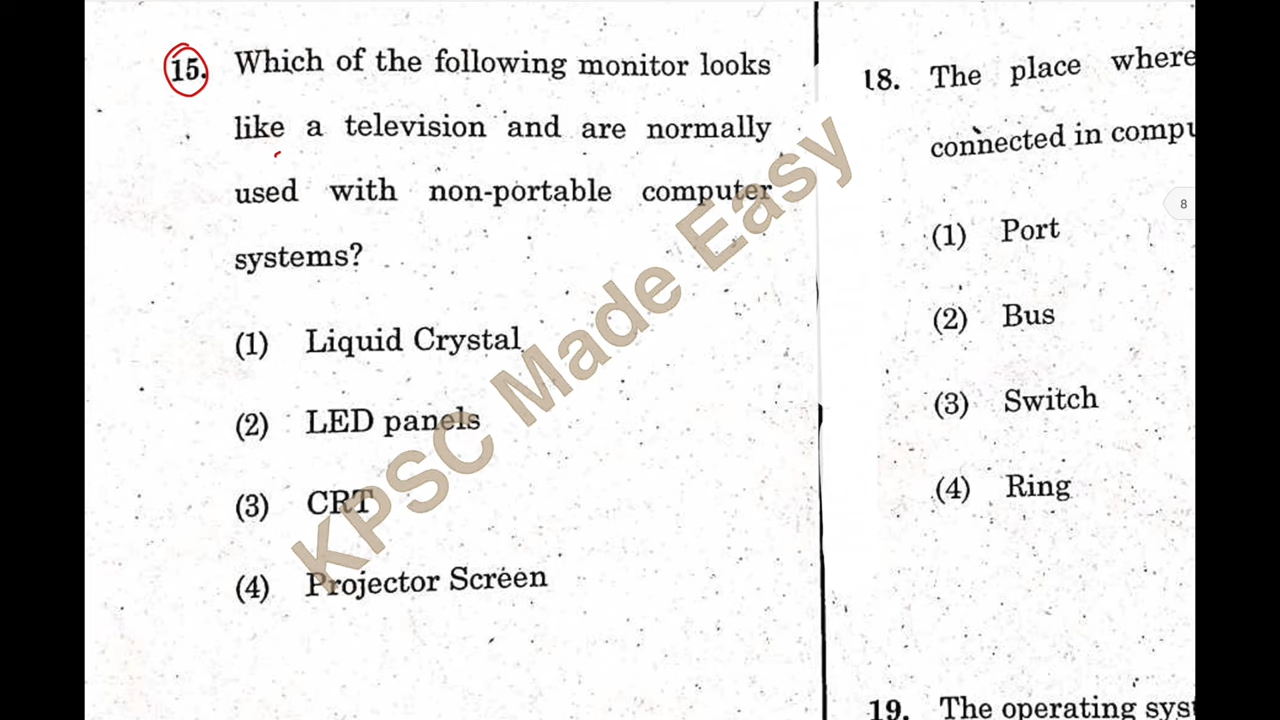 15. Which of the following monitor looks
like a television and are normally
used with non-portable computer
systems?
(1) Liquid Crystal
(2) LED panels
(3) CRT
(4) Projector Screen
18. The place where
connected in compu
(1) Port
(2) Bus
(3) Switch
(4) Ring
19. The operating sys
8
KPSC Made Easy